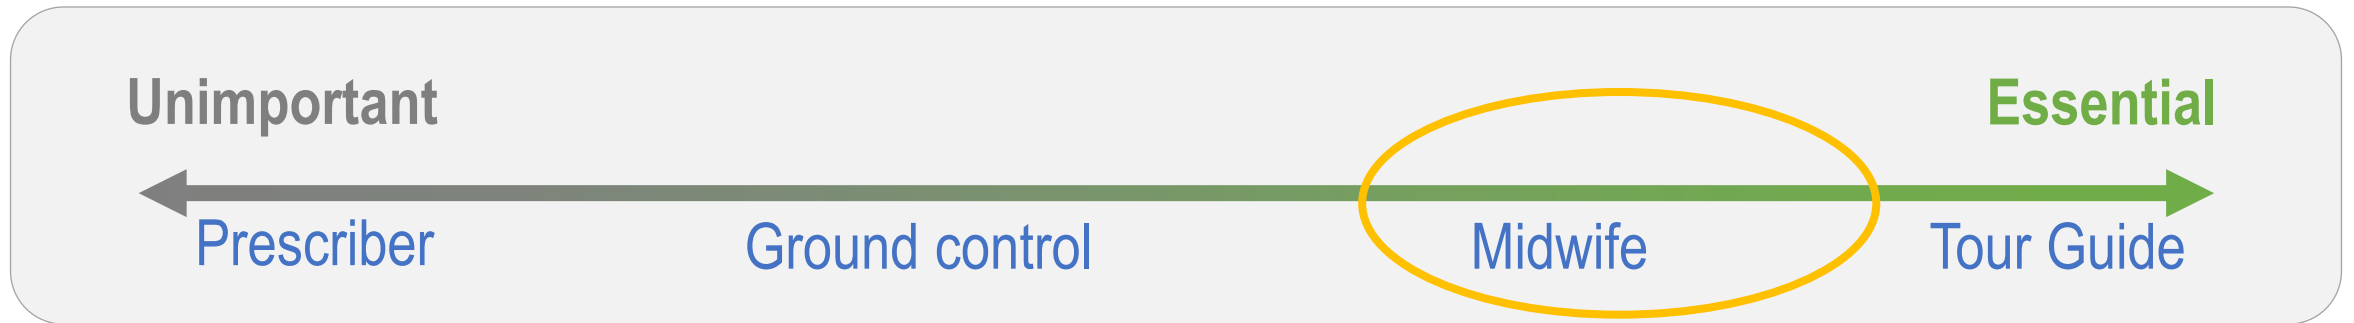 Unimportant Essential
Prescriber Ground control Midwife Tour Guide